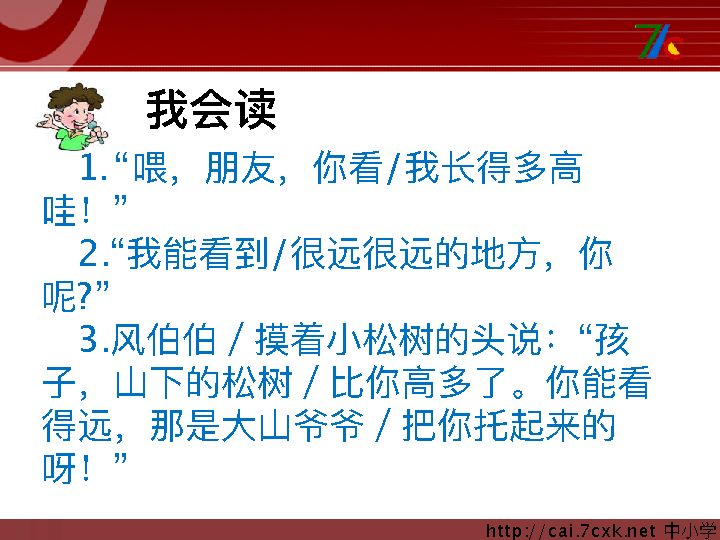 我会读
1.“喂，朋友，你看/我长得多高
哇！”
2.“我能看到/很远很远的地方，你
呢?”
3.风伯伯／摸着小松树的头说：“孩
子，山下的松树／比你高多了。你能看
得远，那是大山爷爷／把你托起来的
呀！”
http://cai.7cxk.net 中小学